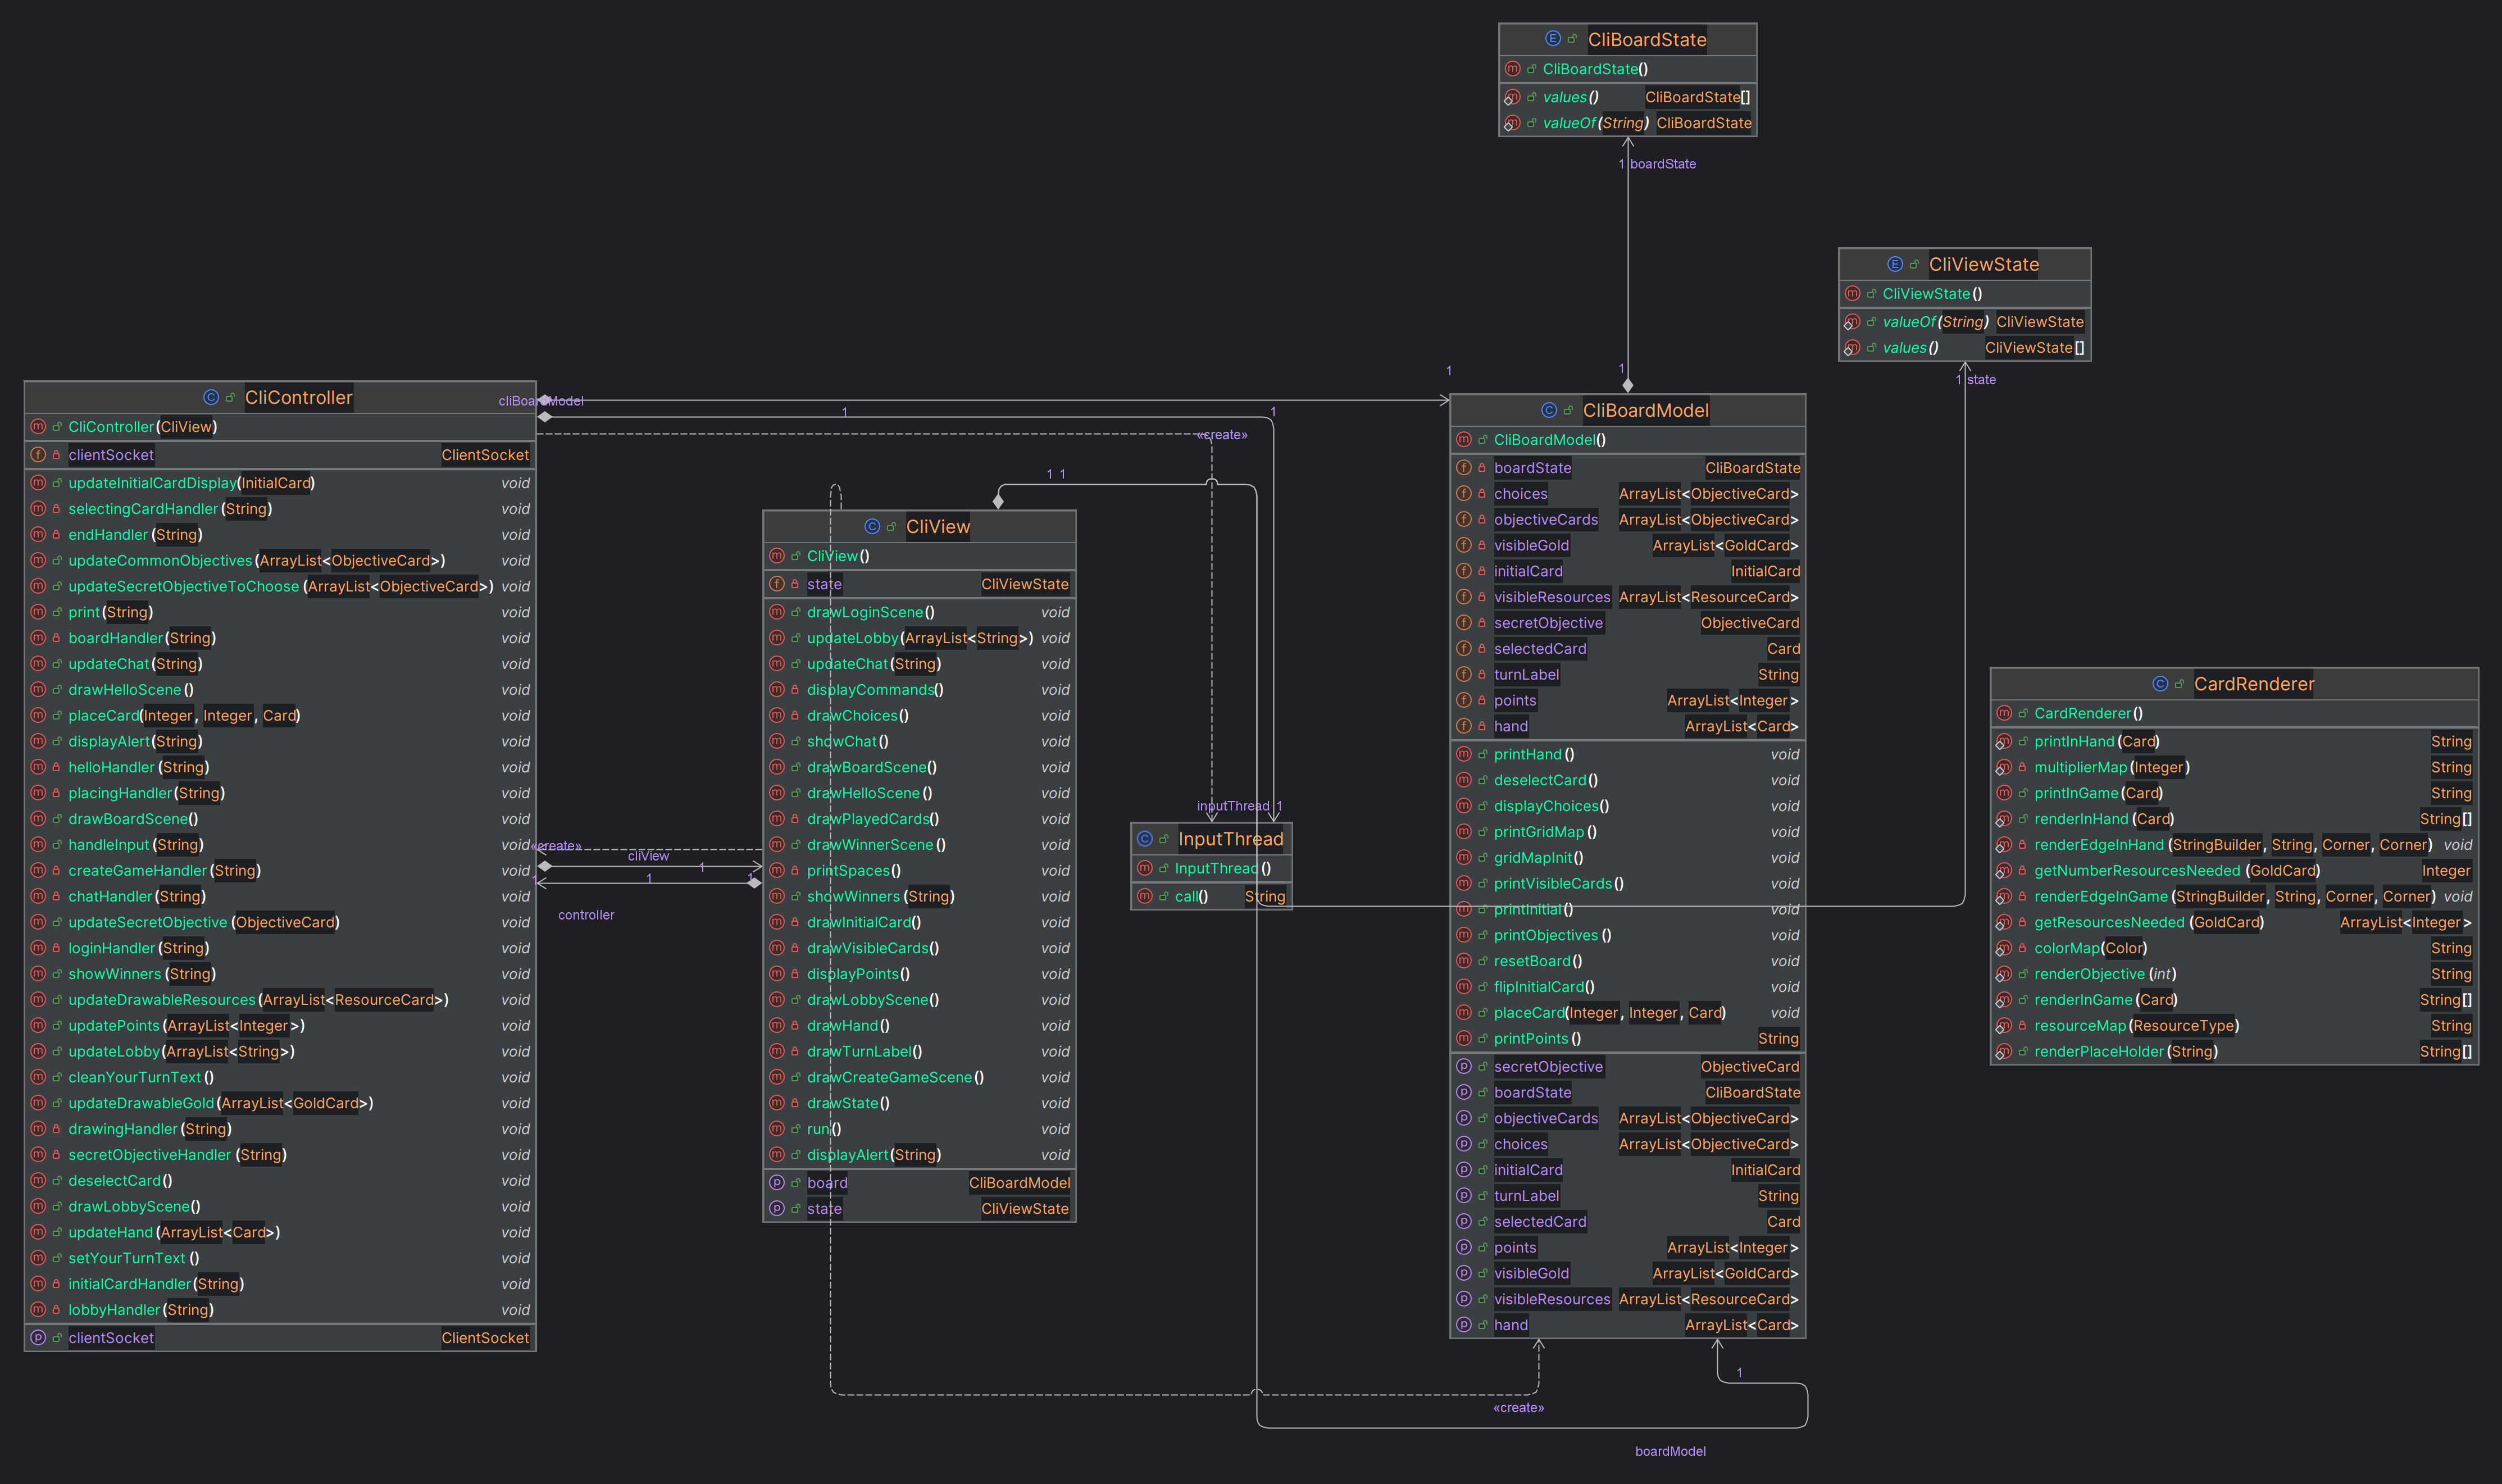 CliBoardState
CliBoardState()
values() CliBoardState[]
valueOf(String) CliBoardState
1 boardState
1
CliViewState
CliViewState()
valueOf(String) CliViewState
values() CliViewState[]
1 state
CliController
CliController(CliView)
clientSocket ClientSocket
updateInitialCardDisplay(InitialCard) void
selectingCardHandler(String) void
endHandler(String) void
updateCommonObjectives(ArrayList<ObjectiveCard>) void
updateSecretObjectiveToChoose(ArrayList<ObjectiveCard>) void
print(String) void
boardHandler(String) void
updateChat(String) void
drawHelloScene() void
placeCard(Integer, Integer, Card) void
displayAlert(String) void
helloHandler(String) void
placingHandler(String) void
drawBoardScene() void
handleInput(String) void
createGameHandler(String) void
chatHandler(String) void
updateSecretObjective(ObjectiveCard) void
loginHandler(String) void
showWinners(String) void
updateDrawableResources(ArrayList<ResourceCard>) void
updatePoints(ArrayList<Integer>) void
updateLobby(ArrayList<String>) void
cleanYourTurnText() void
updateDrawableGold(ArrayList<GoldCard>) void
drawingHandler(String) void
secretObjectiveHandler(String) void
deselectCard() void
drawLobbyScene() void
updateHand(ArrayList<Card>) void
setYourTurnText() void
initialCardHandler(String) void
lobbyHandler(String) void
clientSocket ClientSocket
cliBoardModel
1
1
1
«create»
1 1
«create»
cliView
1
1
1
1
controller
CliView
CliView()
state CliViewState
drawLoginScene() void
updateLobby(ArrayList<String>) void
updateChat(String) void
displayCommands() void
drawChoices() void
showChat() void
drawBoardScene() void
drawHelloScene() void
drawPlayedCards() void
drawWinnerScene() void
printSpaces() void
showWinners(String) void
drawInitialCard() void
drawVisibleCards() void
displayPoints() void
drawLobbyScene() void
drawHand() void
drawTurnLabel() void
drawCreateGameScene() void
drawState() void
run() void
displayAlert(String) void
board CliBoardModel
state CliViewState
inputThread 1
InputThread
InputThread()
call() String
CliBoardModel
CliBoardModel()
boardState CliBoardState
choices ArrayList<ObjectiveCard>
objectiveCards ArrayList<ObjectiveCard>
visibleGold ArrayList<GoldCard>
initialCard InitialCard
visibleResources ArrayList<ResourceCard>
secretObjective ObjectiveCard
selectedCard Card
turnLabel String
points ArrayList<Integer>
hand ArrayList<Card>
printHand() void
deselectCard() void
displayChoices() void
printGridMap() void
gridMapInit() void
printVisibleCards() void
printInitial() void
printObjectives() void
resetBoard() void
flipInitialCard() void
placeCard(Integer, Integer, Card) void
printPoints() String
secretObjective ObjectiveCard
boardState CliBoardState
objectiveCards ArrayList<ObjectiveCard>
choices ArrayList<ObjectiveCard>
initialCard InitialCard
turnLabel String
selectedCard Card
points ArrayList<Integer>
visibleGold ArrayList<GoldCard>
visibleResources ArrayList<ResourceCard>
hand ArrayList<Card>
1
«create»
boardModel
CardRenderer
CardRenderer()
printInHand(Card) String
multiplierMap(Integer) String
printInGame(Card) String
renderInHand(Card) String[]
renderEdgeInHand(StringBuilder, String, Corner, Corner) void
getNumberResourcesNeeded(GoldCard) Integer
renderEdgeInGame(StringBuilder, String, Corner, Corner) void
getResourcesNeeded(GoldCard) ArrayList<Integer>
colorMap(Color) String
renderObjective(int) String
renderInGame(Card) String[]
resourceMap(ResourceType) String
renderPlaceHolder(String) String[]